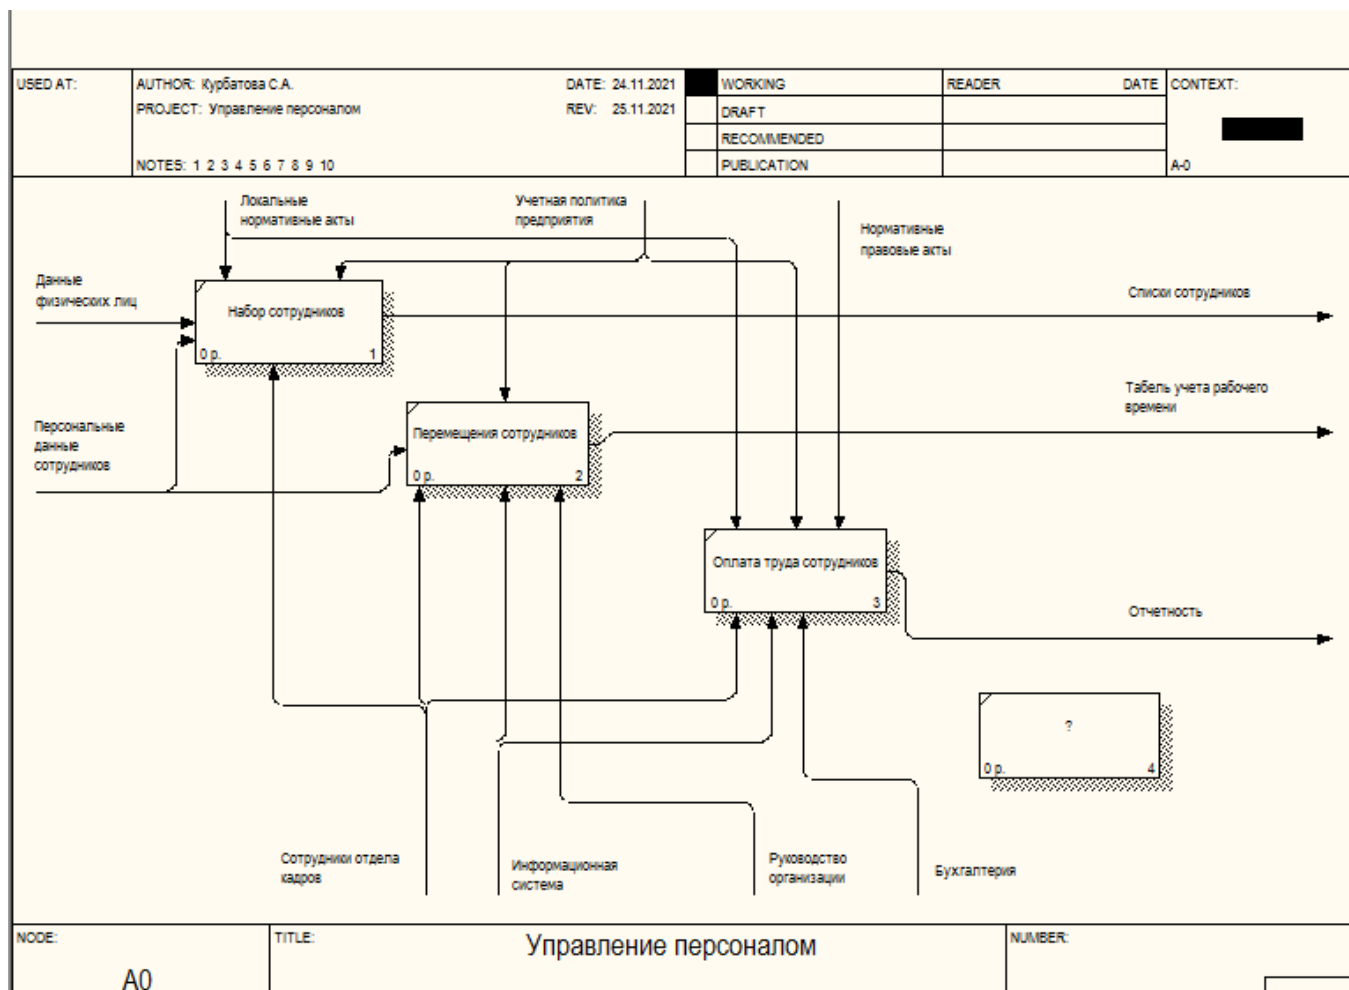 USED AT:
AUTHOR: Курбатова С.А.
DATE: 24.11.2021
PROJECT: Управление персоналом
REV: 25.11.2021
NOTES: 1 2 3 4 5 6 7 8 9 10
WORKING
DRAFT
RECOMMENDED
PUBLICATION
READER
DATE
CONTEXT:
A-0
Локальные
нормативные акты
Учетная политика
предприятия
Нормативные
правовые акты
Данные
физических лиц
Набор сотрудников
0 р.
1
Списки сотрудников
Табель учета рабочего
времени
Персональные
данные
сотрудников
Перемещения сотрудников
0 р.
2
Оплата труда сотрудников
0 р.
3
Отчетность
?
0 р.
4
Сотрудники отдела
кадров
Информационная
система
Руководство
организации
Бухгалтерия
NODE:
A0
TITLE:
Управление персоналом
NUMBER: